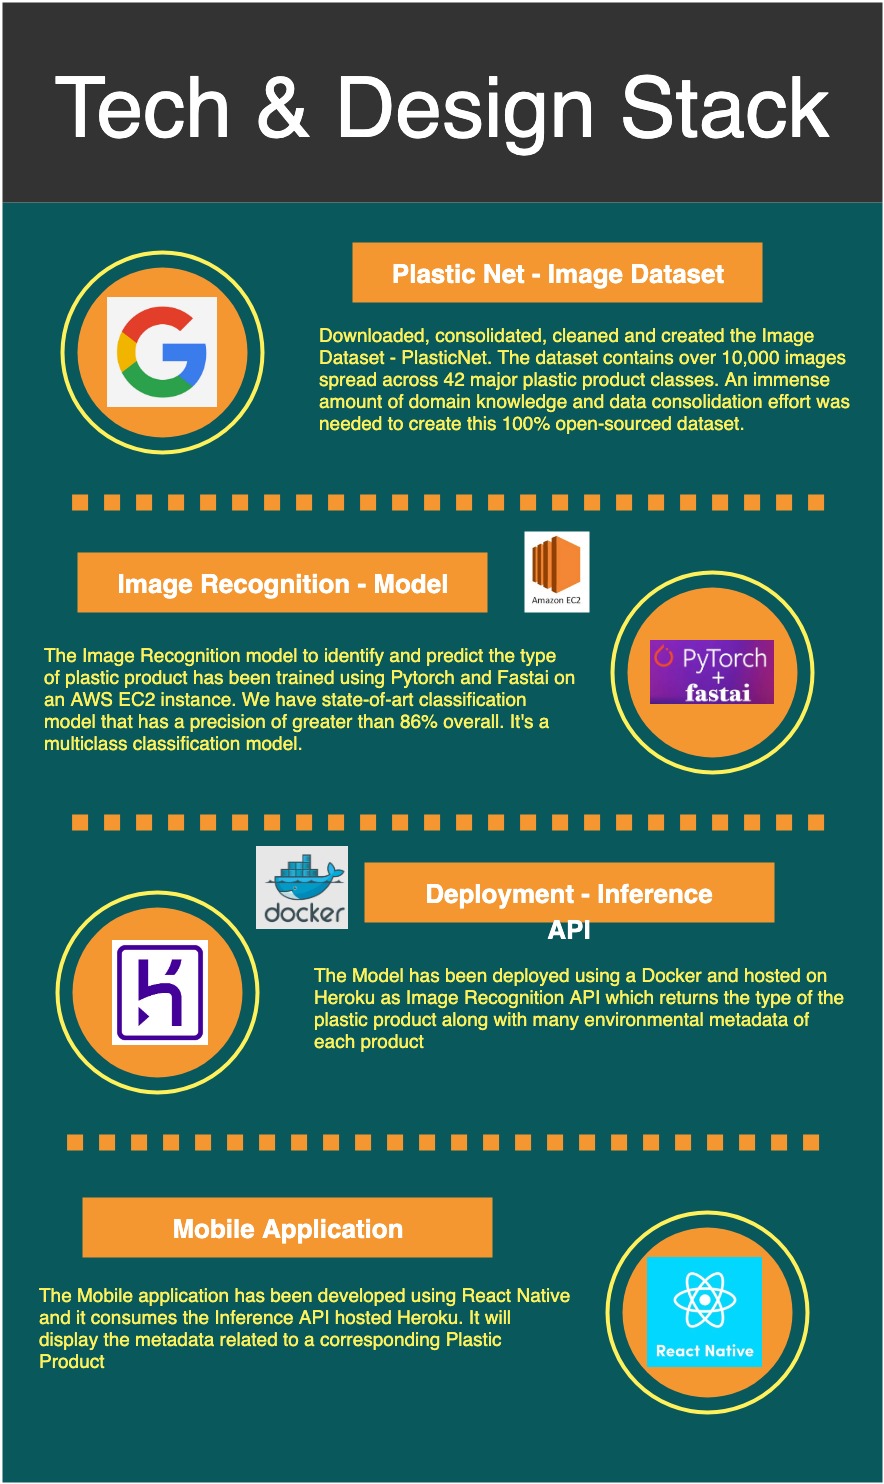 Tech & Design Stack
Plastic Net - Image Dataset
Downloaded, consolidated, cleaned and created the Image
Dataset - PlasticNet. The dataset contains over 10,000 images
spread across 42 major plastic product classes. An immense
amount of domain knowledge and data consolidation effort was
needed to create this 100% open-sourced dataset.
Image Recognition - Model
Amazon EC2
The Image Recognition model to identify and predict the type
of plastic product has been trained using Pytorch and Fastai on
an AWS EC2 instance. We have state-of-art classification
model that has a precision of greater than 86% overall. It's a
multiclass classification model.
PyTorch
+
fastai
docker
Deployment - Inference
API
The Model has been deployed using a Docker and hosted on
Heroku as Image Recognition API which returns the type of the
plastic product along with many environmental metadata of
each product
Mobile Application
The Mobile application has been developed using React Native
and it consumes the Inference API hosted Heroku. It will
display the metadata related to a corresponding Plastic
Product
React Native